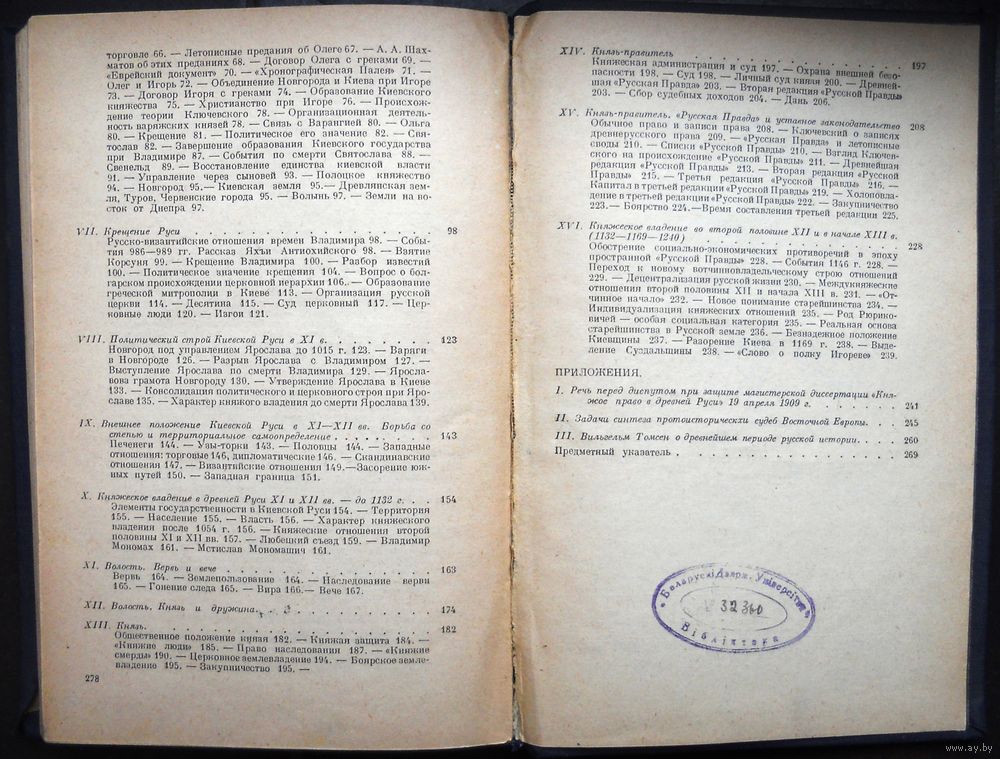 торговле 66. — Летописные предания об Олеге 67. — А. А. Шах-
матов об этих преданиях 68. — Договор Олега с греками 69. —
«Еврейский документ» 70. — «Хронографическая Палея» 71. —
Олег и Игорь 72. — Объединение Новгорода и Киева при Игоре
73. — Договор Игоря с греками 74. — Образование Киевского
княжества 75. — Христианство при Игоре 76. — Происхож-
дение теории Ключевского 78. — Организационная деятель-
ность варяжских князей 78. — Связь с Варангией 80. — Ольга
80. — Крещение 81. — Политическое его значение 82. — Свя-
тослав 82. — Завершение образования Киевского государства
при Владимире 87. — События по смерти Святослава 88. —
Свенельд 89. — Восстановление единства киевской власти
91. — Управление через сыновей 93. — Полоцкое княжество
94. — Новгород 95. — Киевская земля 95. — Древлянская зем-
ля, Туров, Червенские города 95. — Волынь 97. — Земли на во-
сток от Днепра 97.
VII. Крещение Руси . . . . . . . . . . . . . . . . 98
Русско-византийские отношения времен Владимира 98. — Собы-
тия 986—989 гг. Рассказ Яхъи Антиохийского 98. — Взятие
Корсуня 99. — Крещение Владимира 100. — Разбор известий
100. — Политическое значение крещения 104. — Вопрос о бол-
гарском происхождении церковной иерархии 106. — Образование
греческой митрополии в Киеве 113. — Организация русской
церкви 114. — Десятина 115. — Суд церковный 117. — Цер-
ковные люди 120. — Изгои 121.
VIII. Политический строй Киевской Руси в XI в. . . . . . . . 123
Новгород под управлением Ярослава до 1015 г. 123. — Варяги
в Новгороде 126. — Разрыв Ярослава с Владимиром 127. —
Выступление Ярослава по смерти Владимира 129. — Яросла-
вова грамота Новгороду 130. — Утверждение Ярослава в Киеве
133. — Консолидация политического и церковного строя при Яро-
славе 135. — Характер княжого владения до смерти Ярослава 139.
IX. Внешнее положение Киевской Руси в XI—XII вв. Борьба со
степью и территориальное самоопределение . . . . . . . . 143
Печенеги 144. — Узы-торки 143. — Половцы 144. — Западные
отношения: торговые 146, дипломатические 146. — Скандинавские
отношения 147. — Византийские отношения 149. — Засорение юж-
ных путей 150. — Западная граница 151.
X. Княжеское владение в древней Руси XI и XII вв. — до 1132 г. . . 154
Элементы государственности в Киевской Руси 154. — Территория
155. — Население 155. — Власть 156. — Характер княжеского
владения после 1054 г. 156. — Княжеские отношения второй
половины XI и XII вв. 157. — Любецкий съезд 159. — Владимир
Мономах 161. — Мстислав Мономашич 161.
XI. Волость. Вервь и вече . . . . . . . . . . . . . 163
Вервь 164. — Землепользование 164. — Наследование верви
165. — Гонение следа 165. — Вира 166. — Вече 167.
XII. Волость. Князь и дружина. . . . . . . . . . . 174
XIII. Князь. . . . . . . . . . . . . . . . . . 182
Общественное положение князя 182. — Княжая защита 184. —
«Княжие люди» 185. — Право наследования 187. — «Княжие
смерды» 190. — Церковное землевладение 194. — Боярское земле-
владение 195. — Закупничество 195. —
278
XIV. Князь-правитель . . . . . . . . . . . . . . 197
Княжеская администрация и суд 197. — Охрана внешней безо-
пасности 198. — Суд 198. — Личный суд князя 200. — Древней-
шая «Русская Правда» 203. — Вторая редакция «Русской Правды»
203. — Сбор судебных доходов 204. — Дань 206.
XV. Князь-правитель. «Русская Правда» и уставное законодательство 208
Обычное право и записи права 208. — Ключевский о записях
древнерусского права 209. — «Русская Правда» и летописные
своды 210. — Списки «Русской Правды» 210. — Взгляд Ключев-
ского на происхождение «Русской Правды» 211. — Древнейшая
редакция «Русской Правды» 213. — Вторая редакция «Русской
Правды» 215. — Третья редакция «Русской Правды» 216. —
Капитал в третьей редакции «Русской Правды» 219. — Холоповла-
дение в третьей редакции «Русской Правды» 222. — Закупничество
223. — Боярство 224. — Время составления третьей редакции 225.
XVI. Княжеское владение во второй половине XII и в начале XIII в.
(1132—1169—1240) . . . . . . . . . . . . . . 228
Обострение социально-экономических противоречий в эпоху
пространной «Русской Правды» 228. — События 1146 г. 228. —
Переход к новому вотчинновладельческому строю отношений
229. — Децентрализация русской жизни 230. — Междукняжеские
отношения второй половины XII и начала XIII в. 231. — «От-
чинное начало» 232. — Новое понимание старейшинства 234. —
Индивидуализация княжеских отношений 235. — Род Рюрико-
вичей — особая социальная категория 235. — Реальная основа
старейшинства в Русской земле 236. — Безнадежное положение
Киевщины 237. — Разорение Киева в 1169 г. 238. — Выде-
ление Суздальщины 238. — «Слово о полку Игореве» 239.
ПРИЛОЖЕНИЯ.
I. Речь перед диспутом при защите магистерской диссертации «Кня-
жое право в древней Руси» 19 апреля 1909 г. . . . . . . . 241
II. Задачи синтеза протоисторических судеб Восточной Европы. . . 245
III. Вильгельм Томсен о древнейшем периоде русской истории. . . . 260
Предметный указатель . . . . . . . . . . . . . . 269
Беларускі Дзярж. Універсітэт
32360
Бібліятэка
www.ay.by